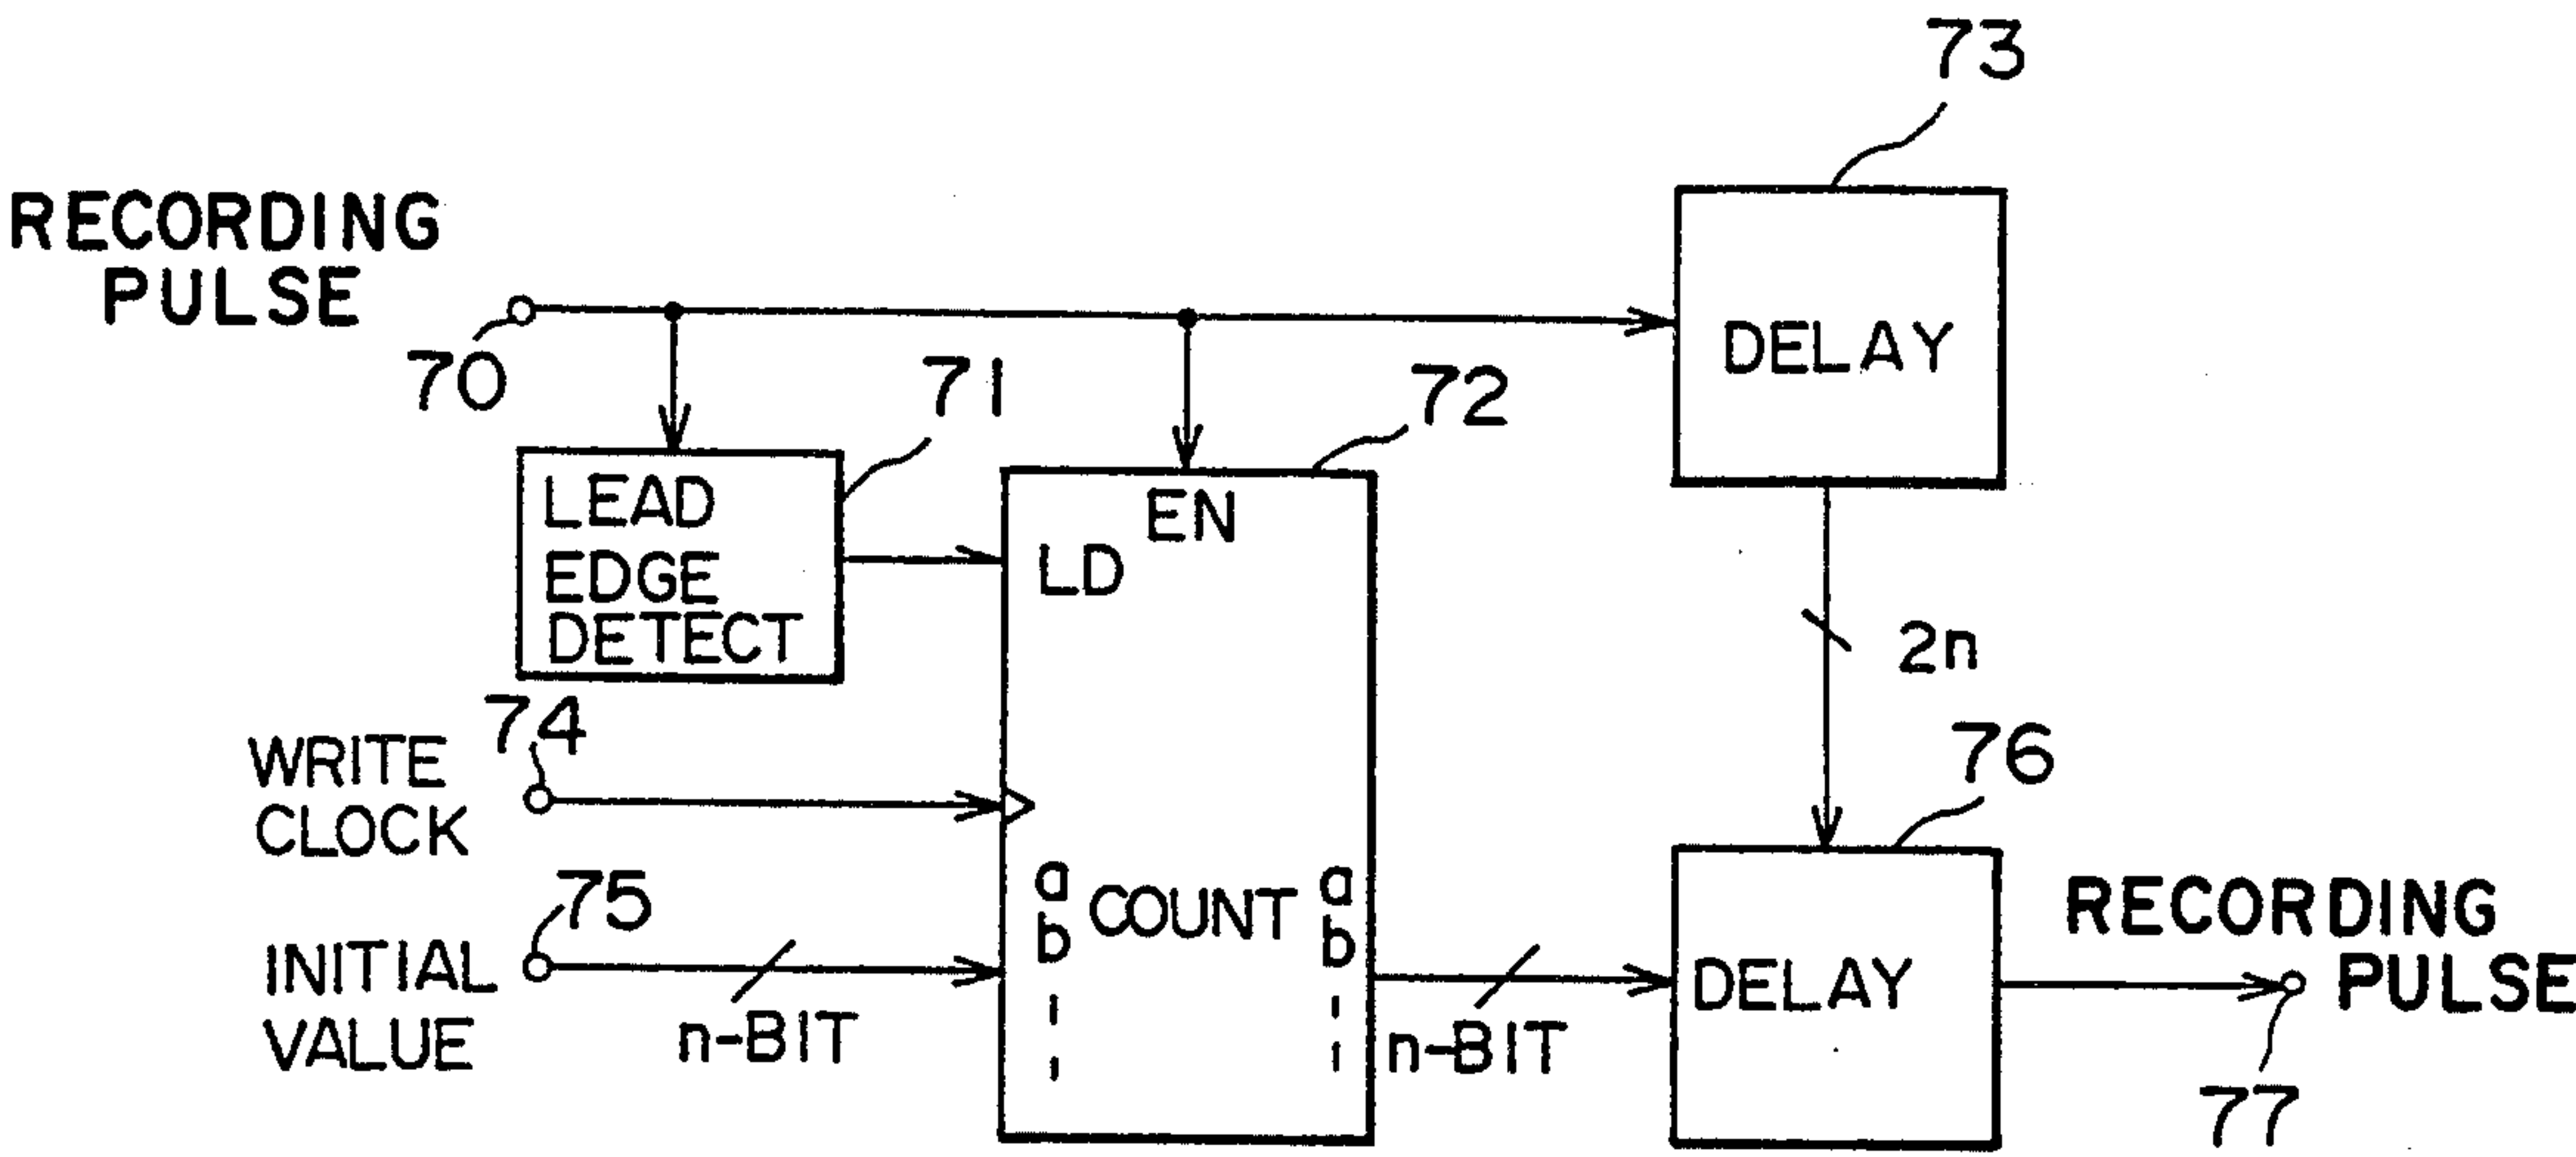 73
RECORDING
PULSE
70
71
72
DELAY
LEAD
EDGE
DETECT
EN
LD
2n
74
WRITE
CLOCK
76
75
INITIAL
VALUE
n-BIT
a
b
COUNT
a
b
n-BIT
DELAY
RECORDING
PULSE
77